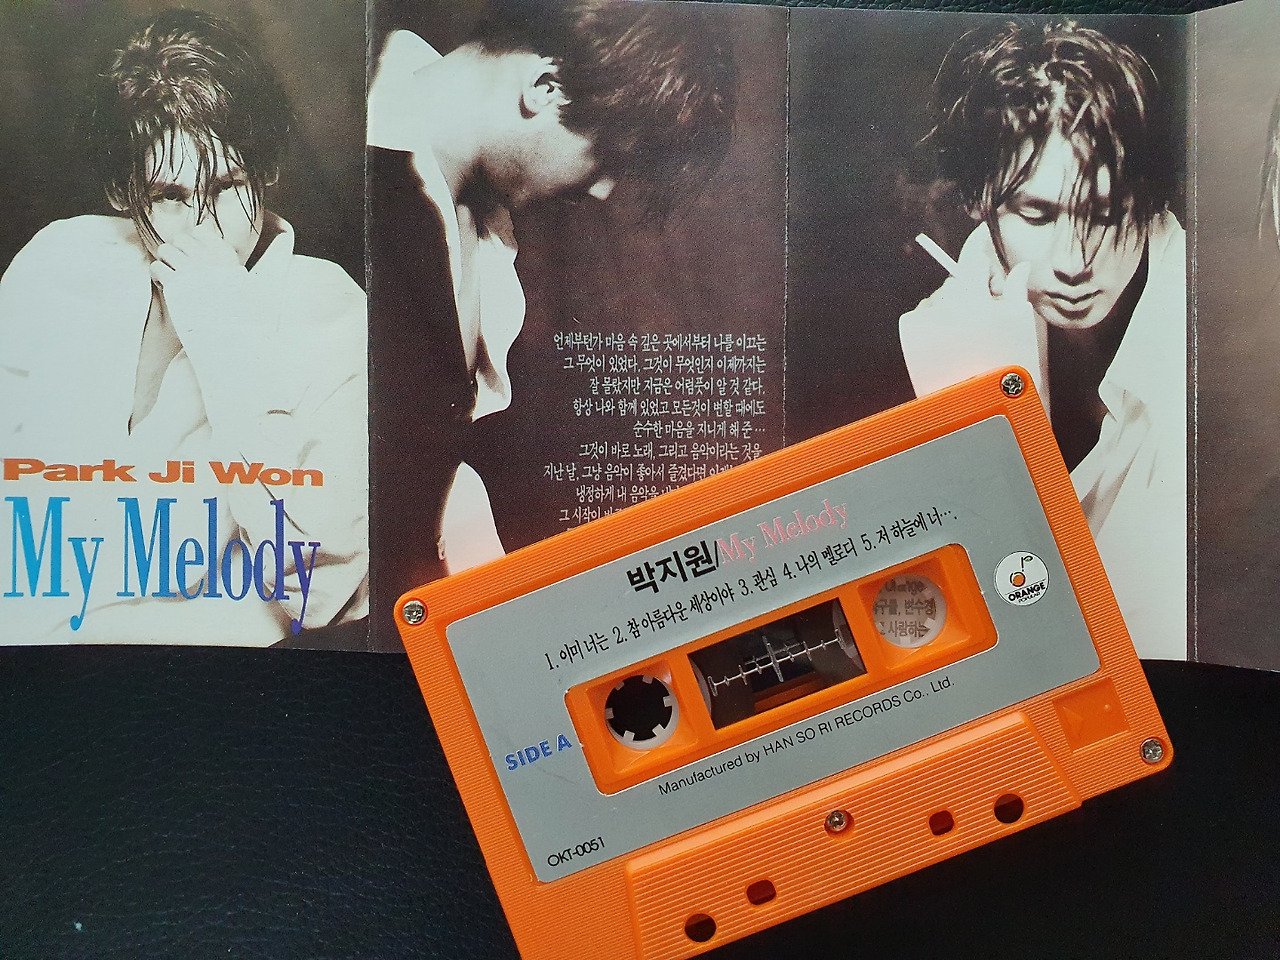 Park Ji Won
My Melody
언제부턴가 마음 속 깊은 곳에서부터 나를 이끄는
그 무엇이 있었다. 그것이 무엇인지 이제까지는
잘 몰랐지만 지금은 어렴풋이 알 것 같다.
항상 나와 함께 있었고 모든것이 변할 때에도
순수한 마음을 지니게 해 준…
그것이 바로 노래, 그리고 음악이라는 것을
지난 날, 그냥 음악이 좋아서 즐겼다면
냉정하게 내 음악을
그 시작이
박지원/My Melody
1. 이미 너는 2. 참 아름다운 세상이야 3. 관심 4. 나의 멜로디 5. 저 하늘에 너….
ORANGE
POPULAR
변수경
사랑하는
SIDE A
Manufactured by HAN SO RI RECORDS Co., Ltd.
OKT-0051